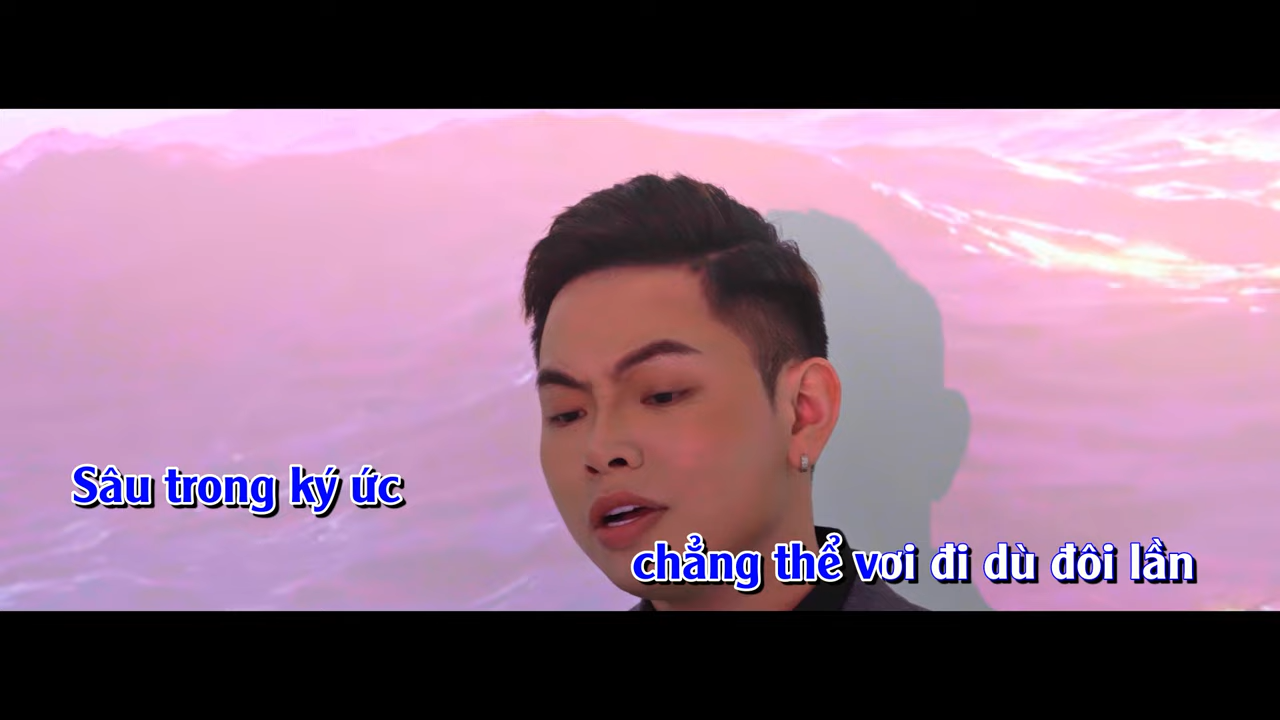 Sâu trong ký ức
chẳng thể vơi đi dù đôi lần